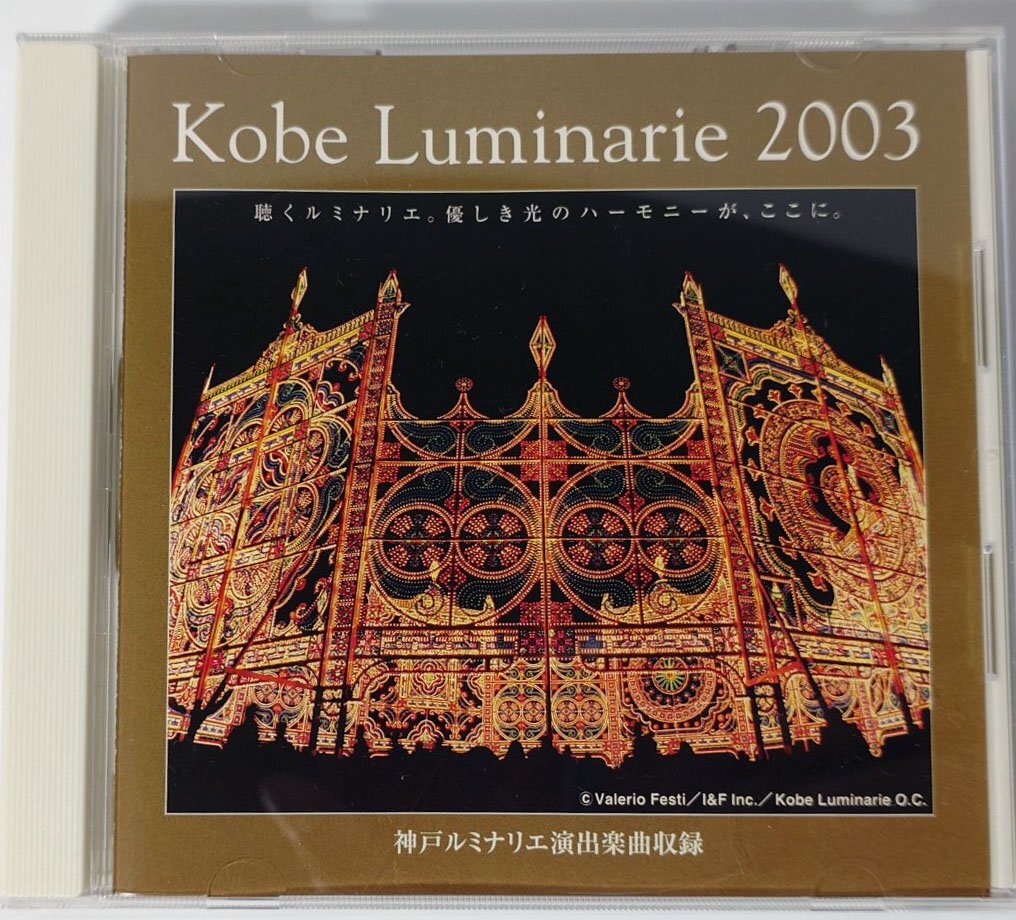 Kobe Luminarie 2003
聴くルミナリエ。優しき光のハーモニーが、ここに。
©Valerio Festi／I&F Inc.／Kobe Luminarie O.C.
神戸ルミナリエ演出楽曲収録